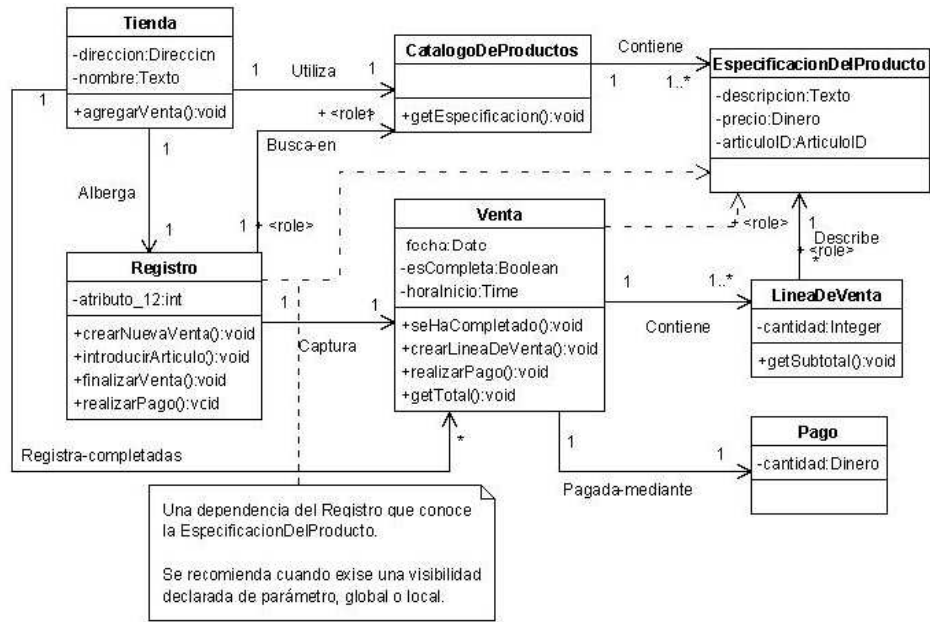 Tienda
-direccion:Direccicn
-nombre:Texto
+agregarVenta():void
1
Utiliza
1
CatalogoDeProductos
+getEspecificacion():void
Contiene
1
1..*
EspecificacionDelProducto
-descripcion:Texto
-precio:Dinero
-articuloID:ArticuloID
1
1
Alberga
1
+ <role>
1
Busca-en
1
+ <role>
Registro
-atributo_12:int
+crearNuevaVenta():void
+introducirArticulo():void
+finalizarVenta():void
+realizarPago():vcid
1
1
Captura
Venta
fecha:Datc
-esCompleta:Boolean
-horaInicio:Time
+seHaCompletado():void
+crearLineaDeVenta():void
+realizarPago():void
+getTotal():void
+ <role>
1
Describe
+ <role>
*
1
1..*
Contiene
LineaDeVenta
-cantidad:Integer
+getSubtotal():void
Registra-completadas
*
1
1
Pagada-mediante
Pago
-cantidad:Dinero
Una dependencia del Registro que conoce
la EspecificacionDelProducto.
Se recomienda cuando exise una visibilidad
declarada de parámetro, global o local.